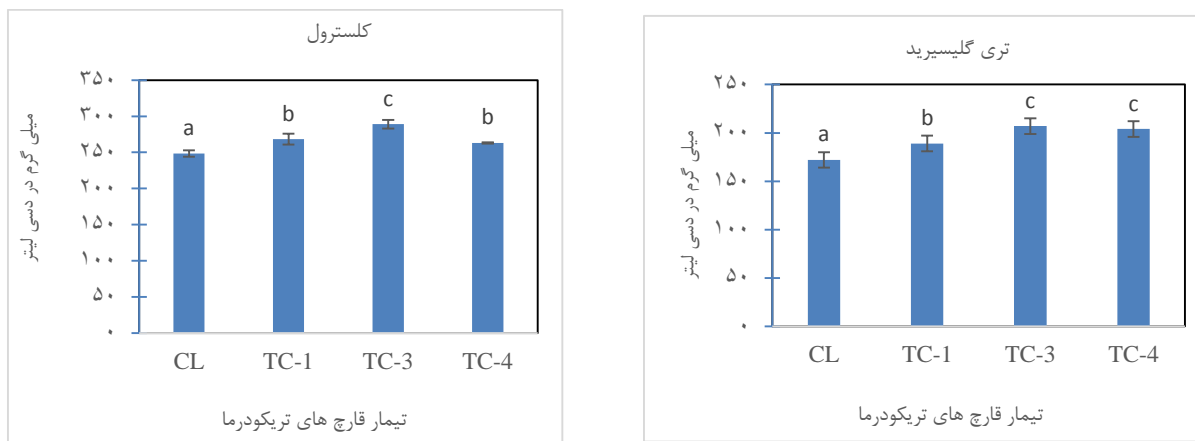 کلسترول
میلی گرم در دسی لیتر
۳۵۰
۳۰۰
۲۵۰
۲۰۰
۱۵۰
۱۰۰
۵۰
۰
a
b
c
b
CL TC-1 TC-3 TC-4
تیمار قارچ های تریکودرما
تری گلیسیرید
میلی گرم در دسی لیتر
۲۵۰
۲۰۰
۱۵۰
۱۰۰
۵۰
۰
a
b
c
c
CL TC-1 TC-3 TC-4
تیمار قارچ های تریکودرما